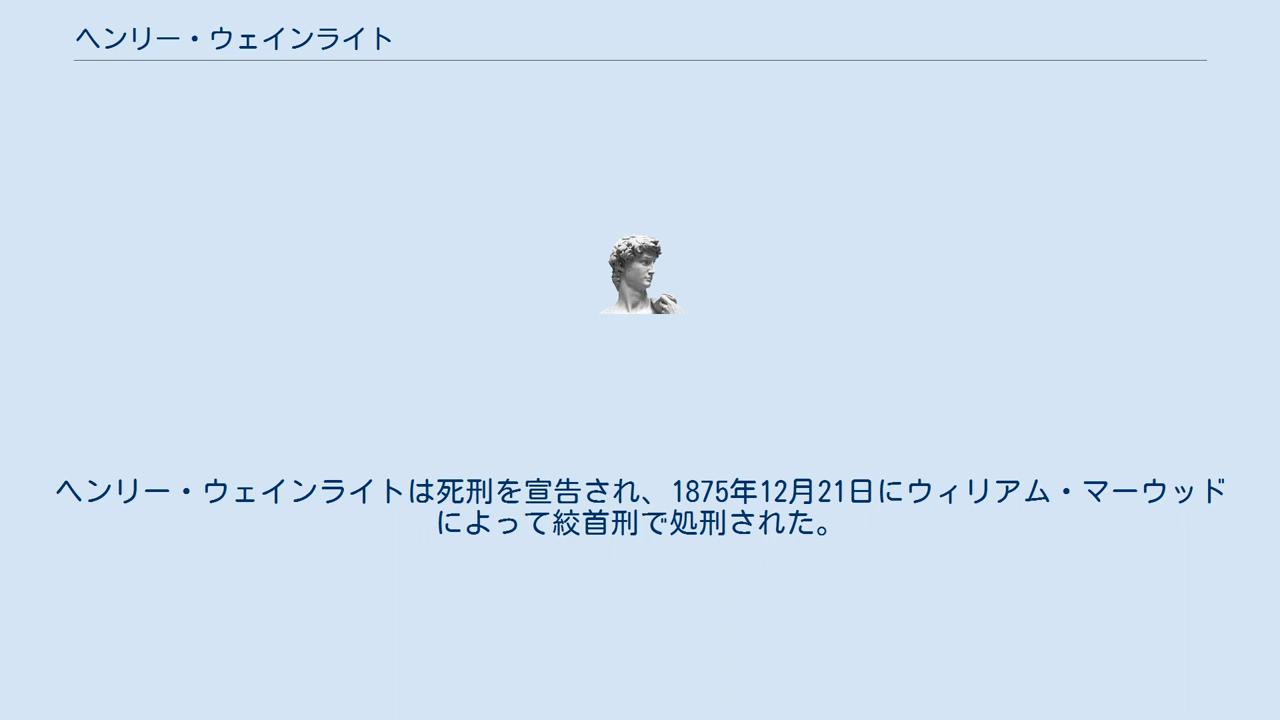 ヘンリー・ウェインライト
ヘンリー・ウェインライトは死刑を宣告され、1875年12月21日にウィリアム・マーウッド
によって絞首刑で処刑された。